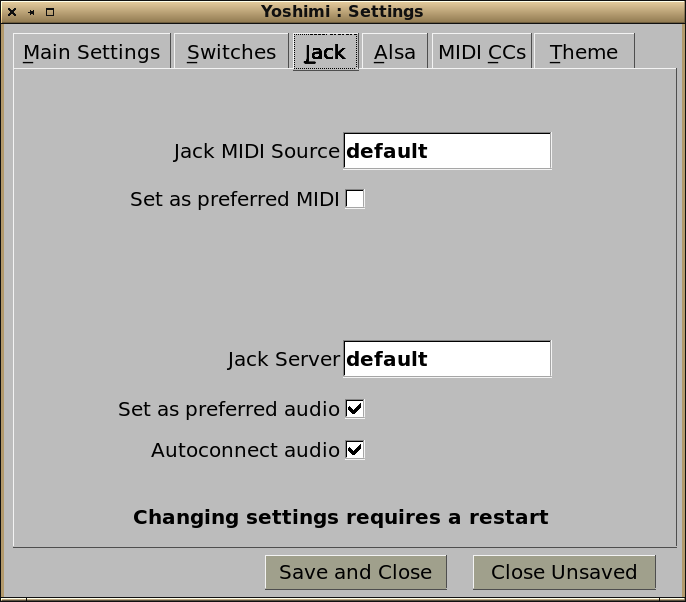 Yoshimi : Settings
Main Settings Switches Jack Alsa MIDI CCs Theme
Jack MIDI Source default
Set as preferred MIDI
Jack Server default
Set as preferred audio
Autoconnect audio
Changing settings requires a restart
Save and Close Close Unsaved